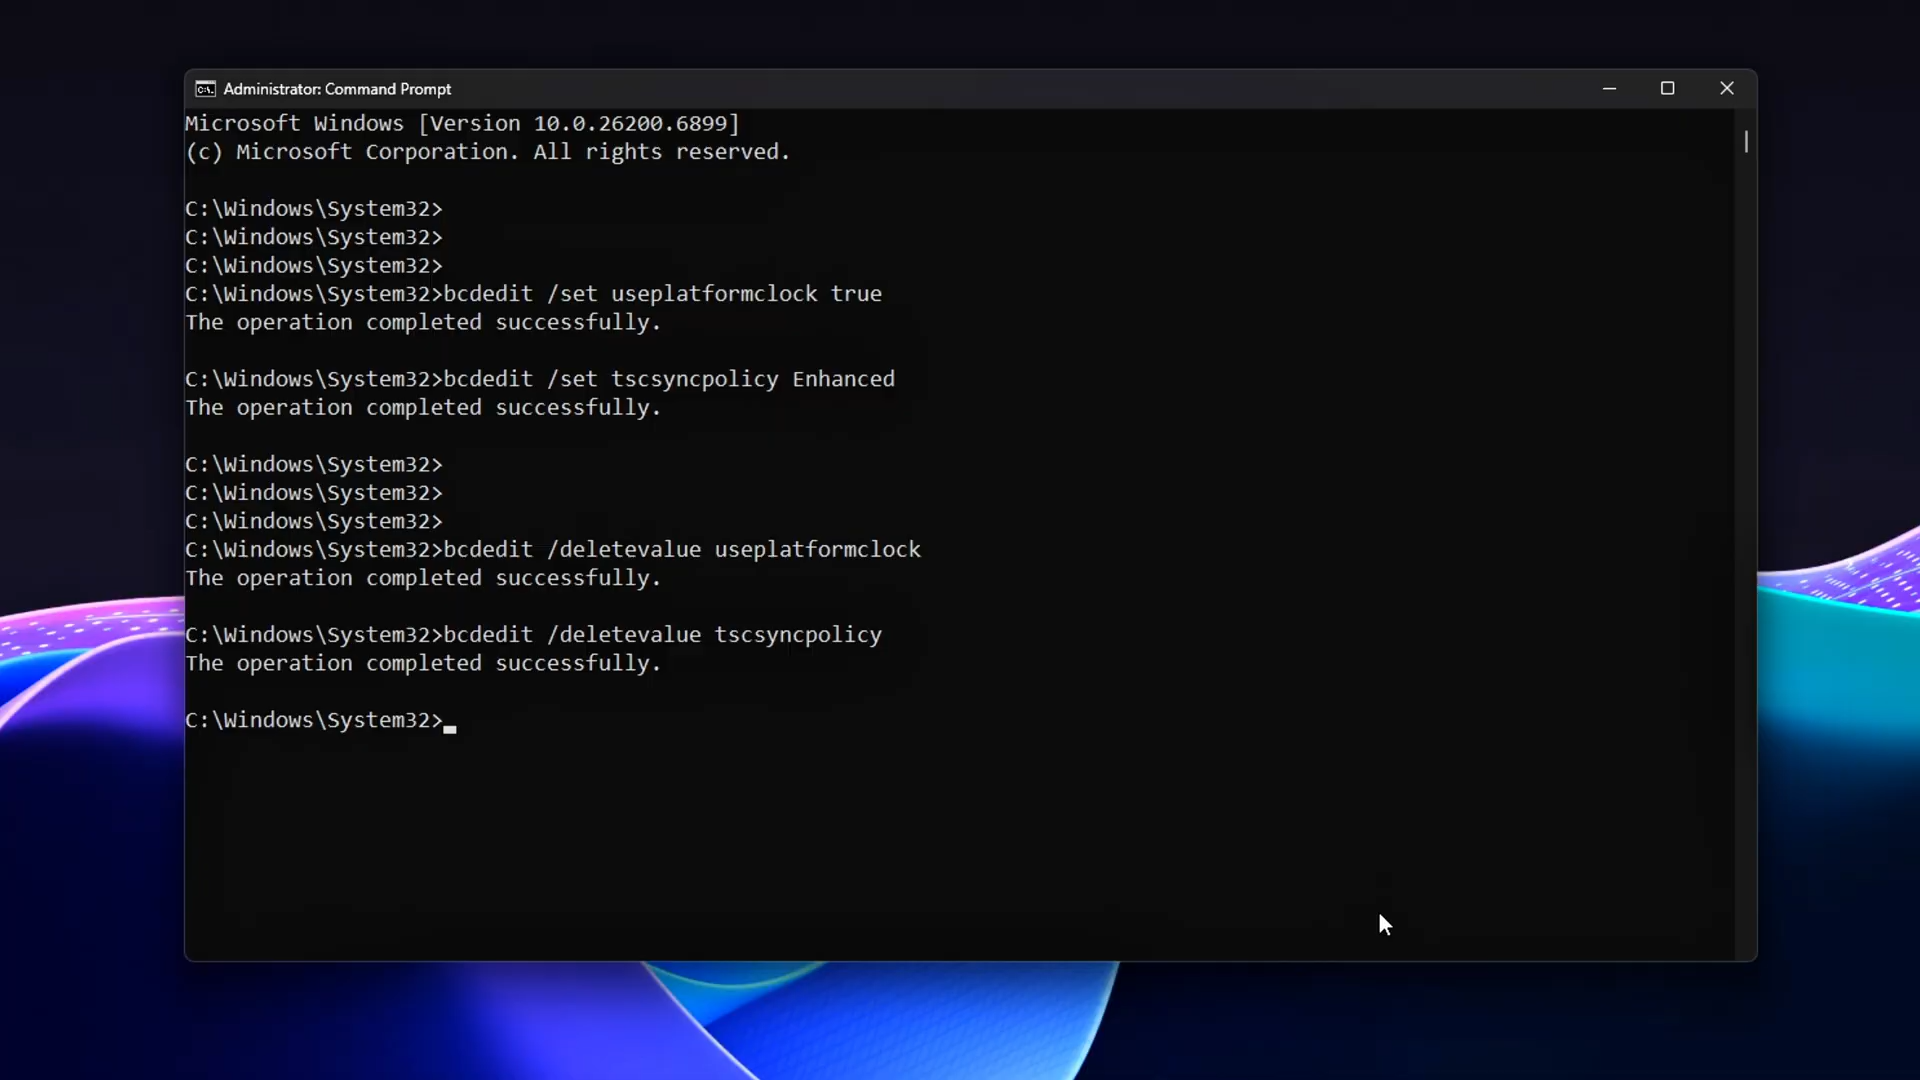 Administrator: Command Prompt
Microsoft Windows [Version 10.0.26200.6899]
(c) Microsoft Corporation. All rights reserved.
C:\Windows\System32>
C:\Windows\System32>
C:\Windows\System32>
C:\Windows\System32>bcdedit /set useplatformclock true
The operation completed successfully.
C:\Windows\System32>bcdedit /set tscsyncpolicy Enhanced
The operation completed successfully.
C:\Windows\System32>
C:\Windows\System32>
C:\Windows\System32>
C:\Windows\System32>bcdedit /deletevalue useplatformclock
The operation completed successfully.
C:\Windows\System32>bcdedit /deletevalue tscsyncpolicy
The operation completed successfully.
C:\Windows\System32>